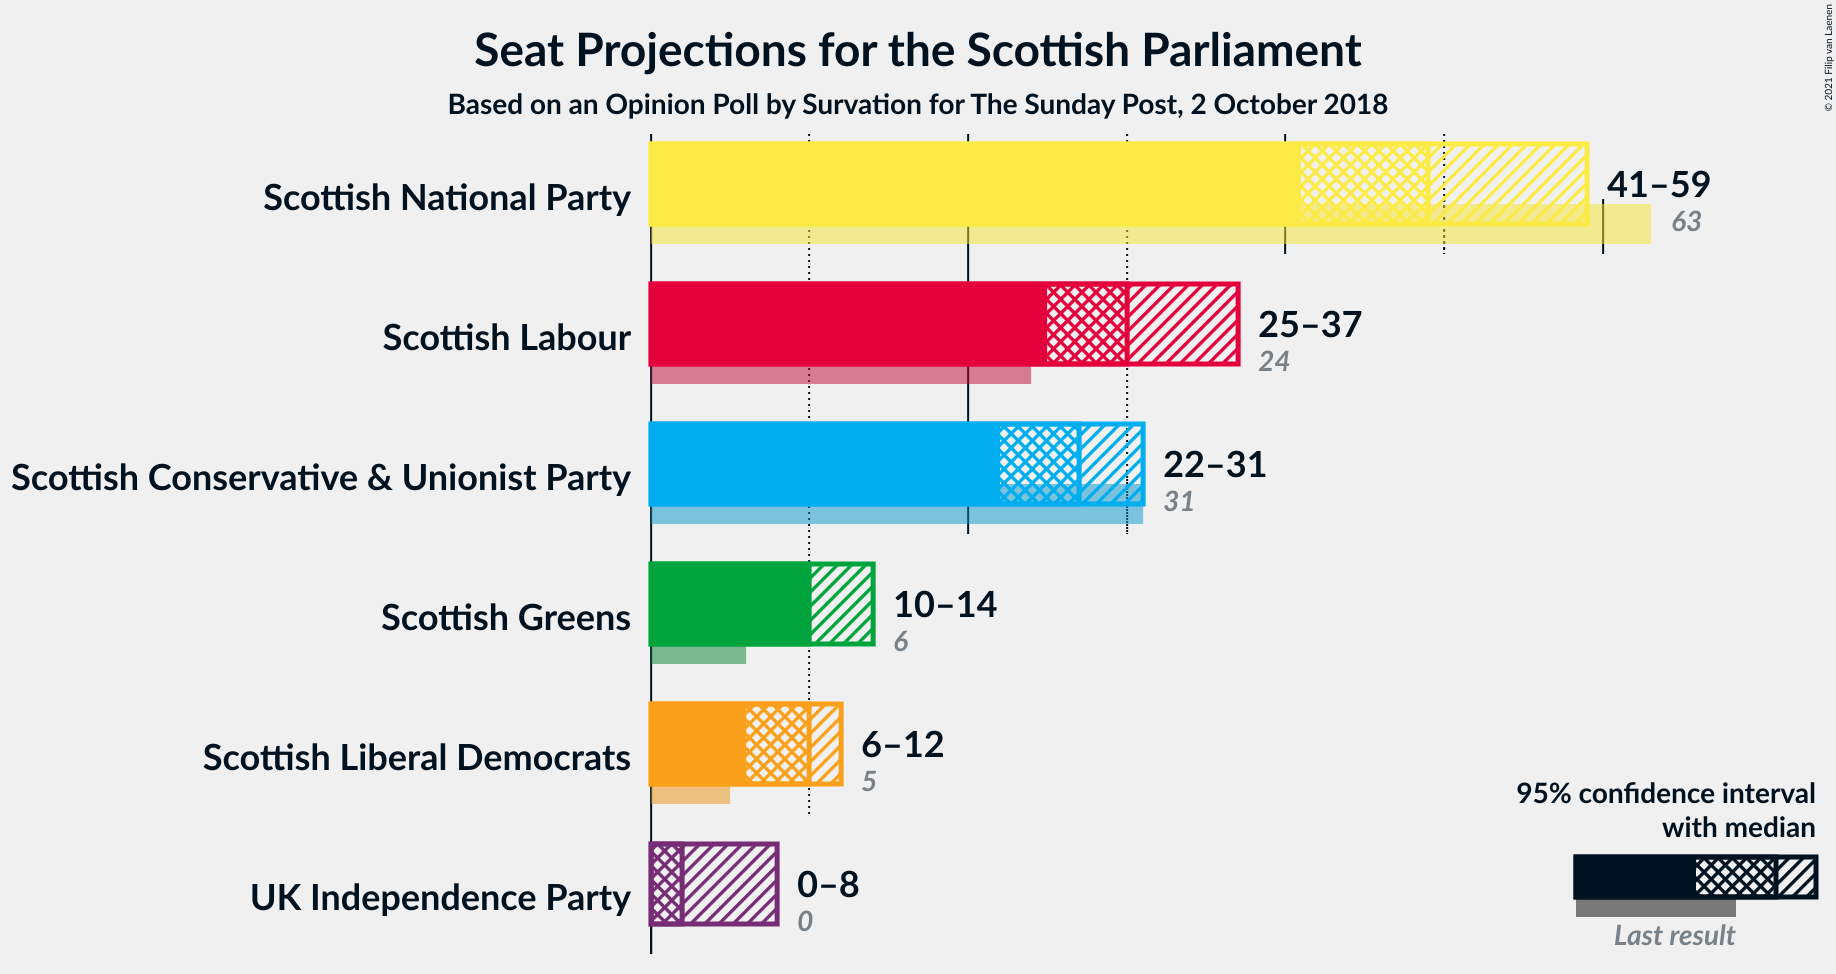 Seat Projections for the Scottish Parliament
Based on an Opinion Poll by Survation for The Sunday Post, 2 October 2018
© 2021 Filip van Laenen
Scottish National Party
41–59
63
Scottish Labour
25–37
24
Scottish Conservative & Unionist Party
22–31
31
Scottish Greens
10–14
6
Scottish Liberal Democrats
6–12
5
UK Independence Party
0–8
0
95% confidence interval
with median
Last result